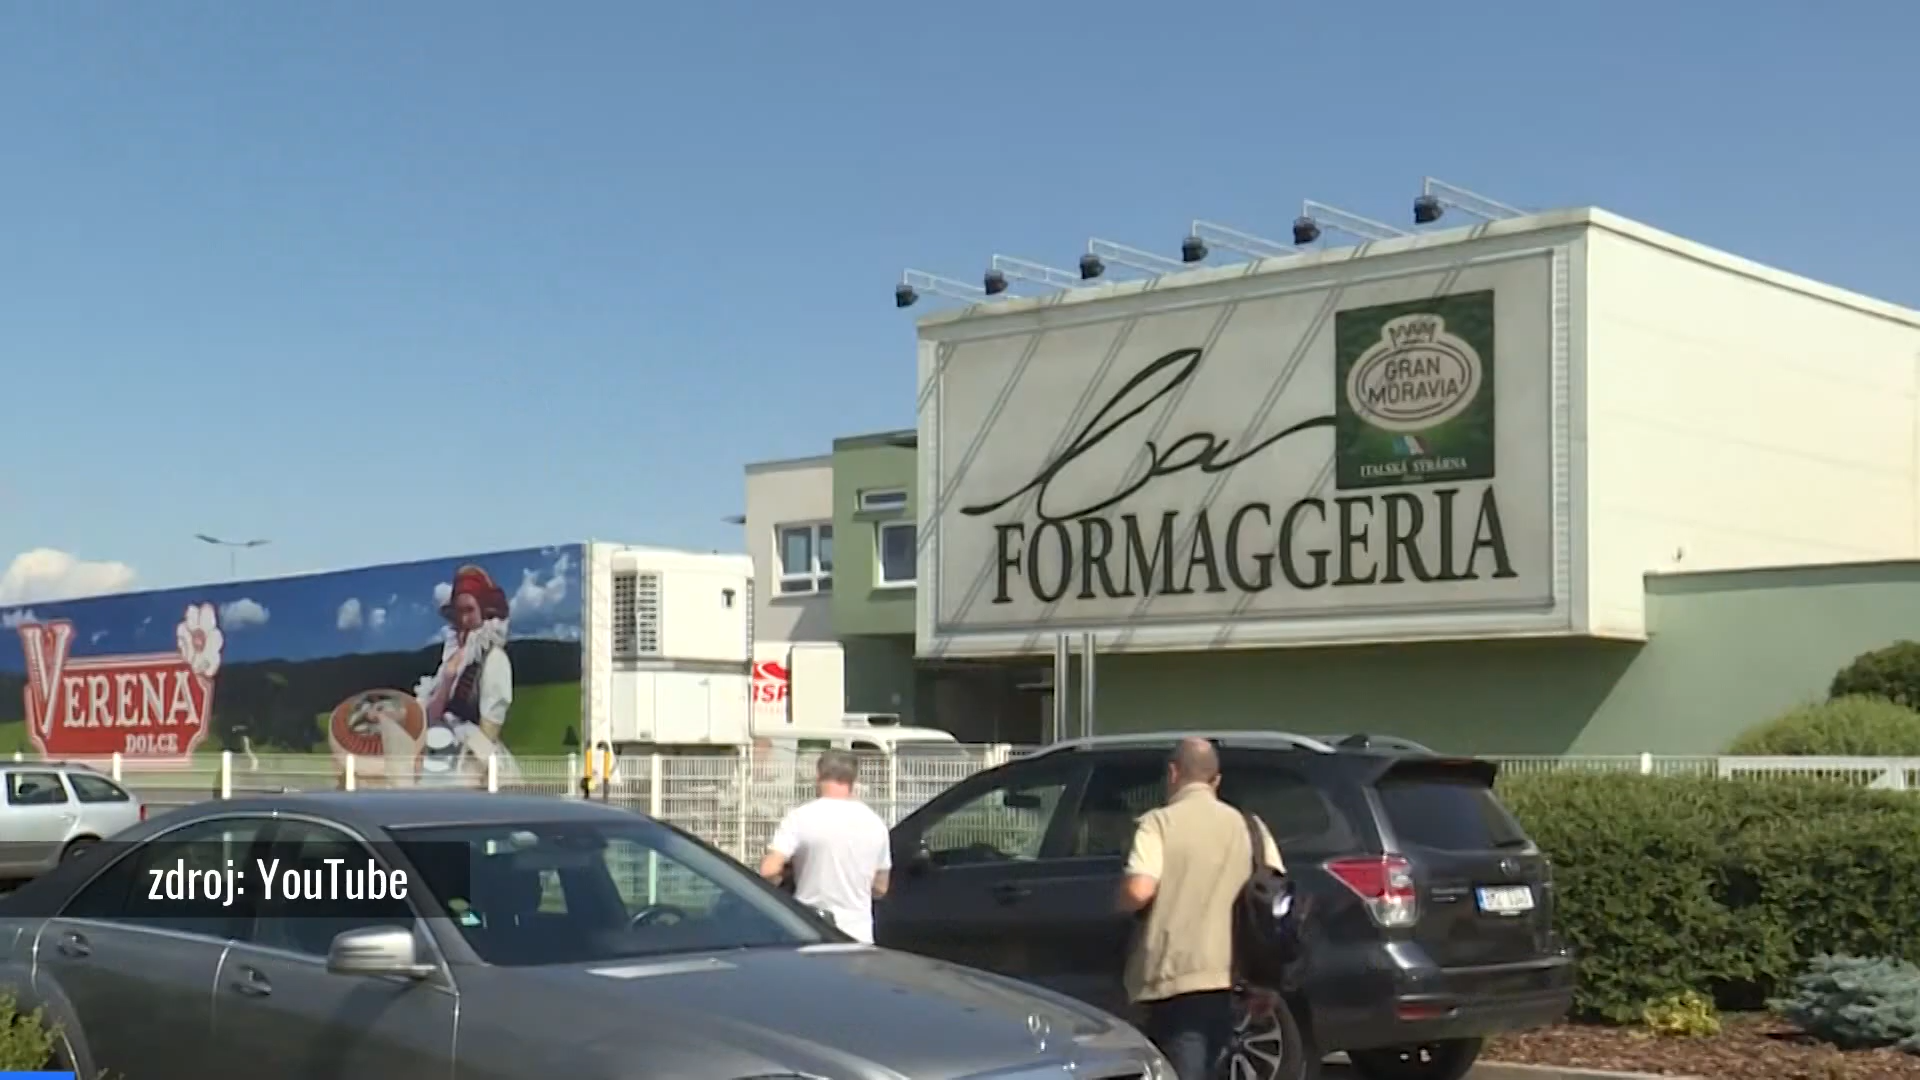 GRAN
MORAVIA
ITALSKÁ SÝRÁRNA
La
FORMAGGERIA
VERENA
DOLCE
zdroj: YouTube